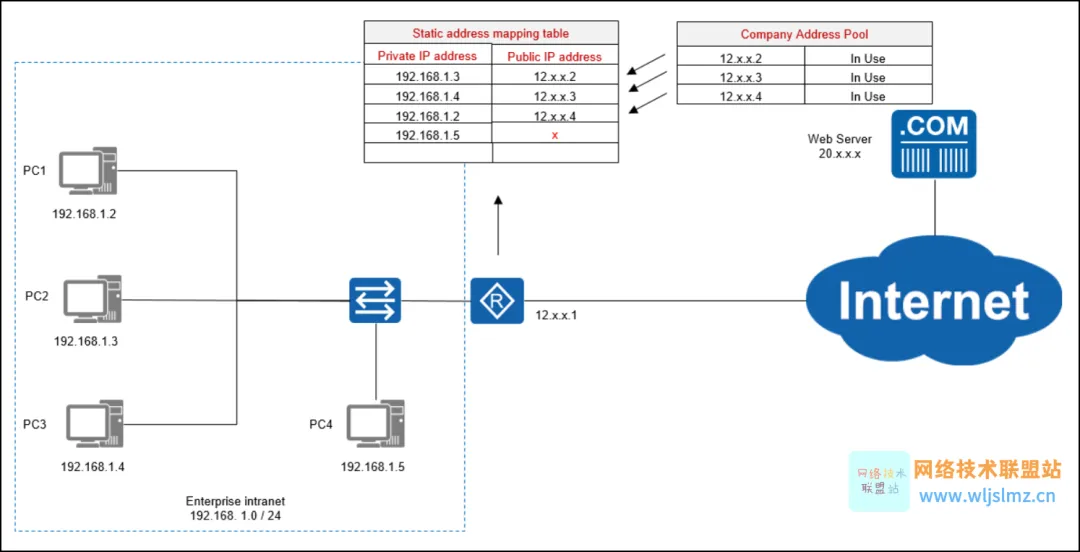 Static address mapping table
Private IP address Public IP address
192.168.1.3 12.x.x.2
192.168.1.4 12.x.x.3
192.168.1.2 12.x.x.4
192.168.1.5 x
Company Address Pool
12.x.x.2 In Use
12.x.x.3 In Use
12.x.x.4 In Use
Web Server
20.x.x.x
.COM
PC1
192.168.1.2
PC2
192.168.1.3
R
12.x.x.1
Internet
PC3
192.168.1.4
PC4
192.168.1.5
Enterprise intranet
192.168. 1.0 / 24
网络技术
联盟站
网络技术联盟站
www.wljslmz.cn